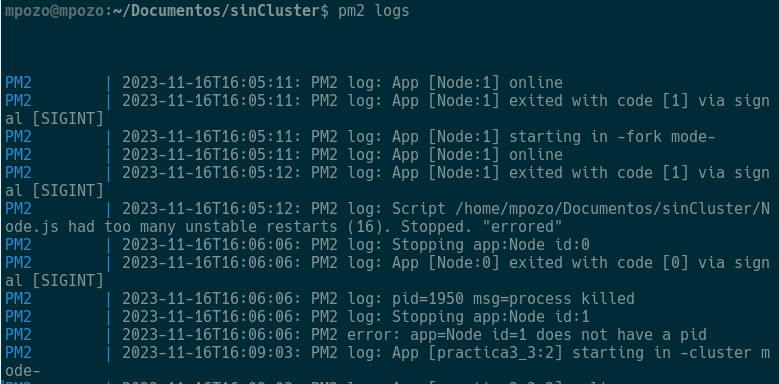 mpozo@mpozo:~/Documentos/sinCluster$ pm2 logs
PM2 | 2023-11-16T16:05:11: PM2 log: App [Node:1] online
PM2 | 2023-11-16T16:05:11: PM2 log: App [Node:1] exited with code [1] via sign
al [SIGINT]
PM2 | 2023-11-16T16:05:11: PM2 log: App [Node:1] starting in -fork mode-
PM2 | 2023-11-16T16:05:11: PM2 log: App [Node:1] online
PM2 | 2023-11-16T16:05:12: PM2 log: App [Node:1] exited with code [1] via sign
al [SIGINT]
PM2 | 2023-11-16T16:05:12: PM2 log: Script /home/mpozo/Documentos/sinCluster/N
ode.js had too many unstable restarts (16). Stopped. "errored"
PM2 | 2023-11-16T16:06:06: PM2 log: Stopping app:Node id:0
PM2 | 2023-11-16T16:06:06: PM2 log: App [Node:0] exited with code [0] via sign
al [SIGINT]
PM2 | 2023-11-16T16:06:06: PM2 log: pid=1950 msg=process killed
PM2 | 2023-11-16T16:06:06: PM2 log: Stopping app:Node id:1
PM2 | 2023-11-16T16:06:06: PM2 error: app=Node id=1 does not have a pid
PM2 | 2023-11-16T16:09:03: PM2 log: App [practica3_3:2] starting in -cluster m
ode-